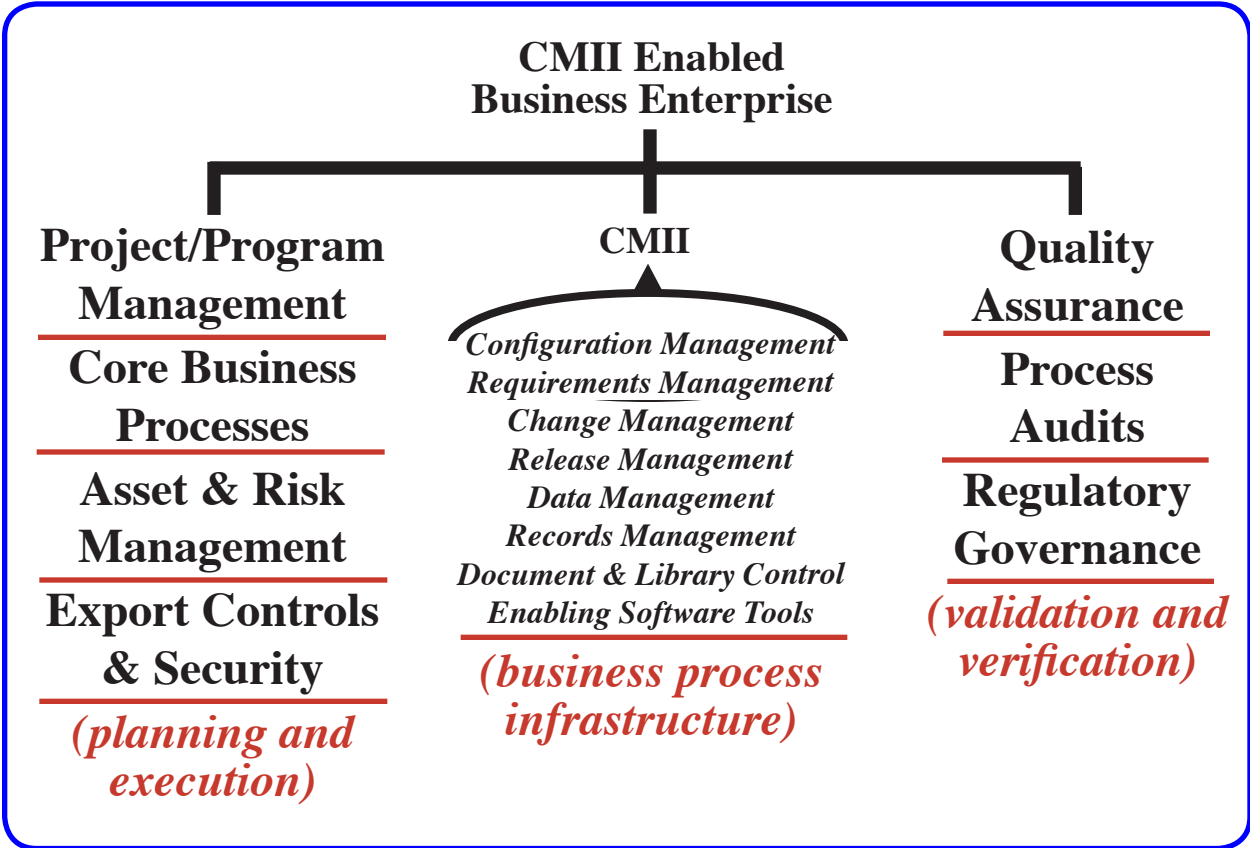 CMII Enabled
Business Enterprise
Project/Program
Management
Core Business
Processes
Asset & Risk
Management
Export Controls
& Security
(planning and
execution)
CMII
Configuration Management
Requirements Management
Change Management
Release Management
Data Management
Records Management
Document & Library Control
Enabling Software Tools
(business process
infrastructure)
Quality
Assurance
Process
Audits
Regulatory
Governance
(validation and
verification)